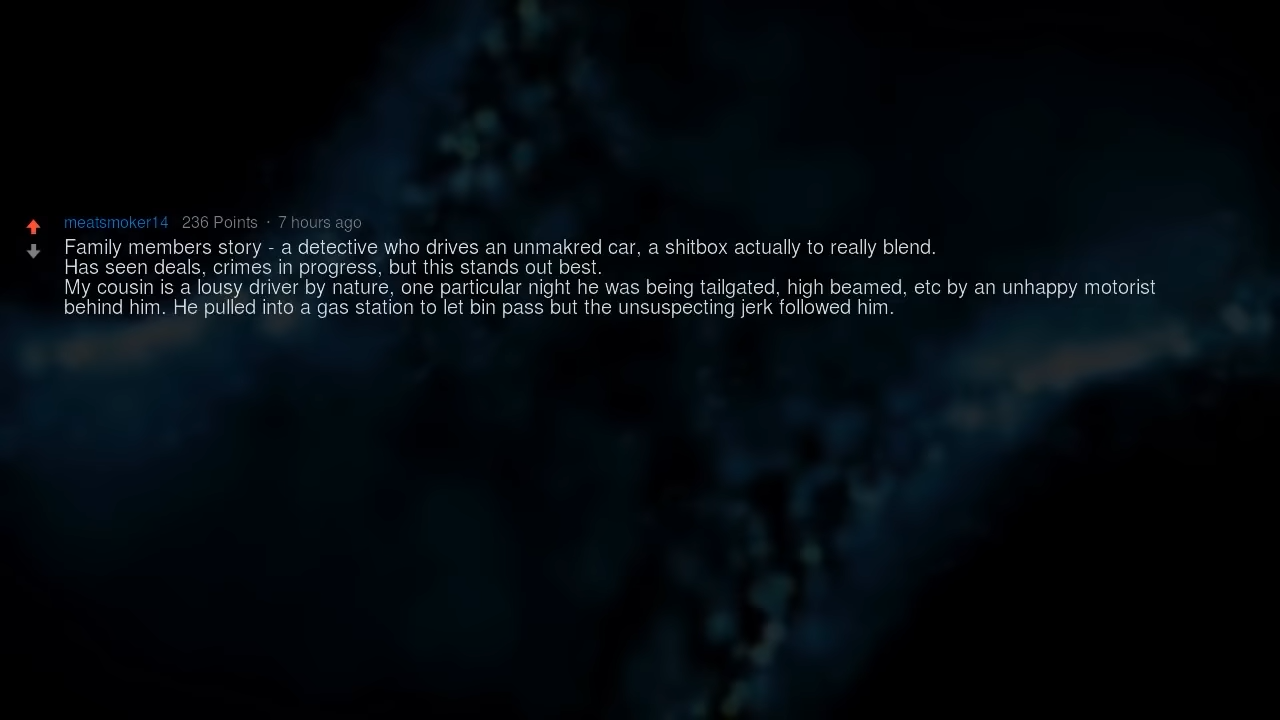 meatsmoker14 236 Points · 7 hours ago
Family members story - a detective who drives an unmakred car, a shitbox actually to really blend.
Has seen deals, crimes in progress, but this stands out best.
My cousin is a lousy driver by nature, one particular night he was being tailgated, high beamed, etc by an unhappy motorist
behind him. He pulled into a gas station to let bin pass but the unsuspecting jerk followed him.